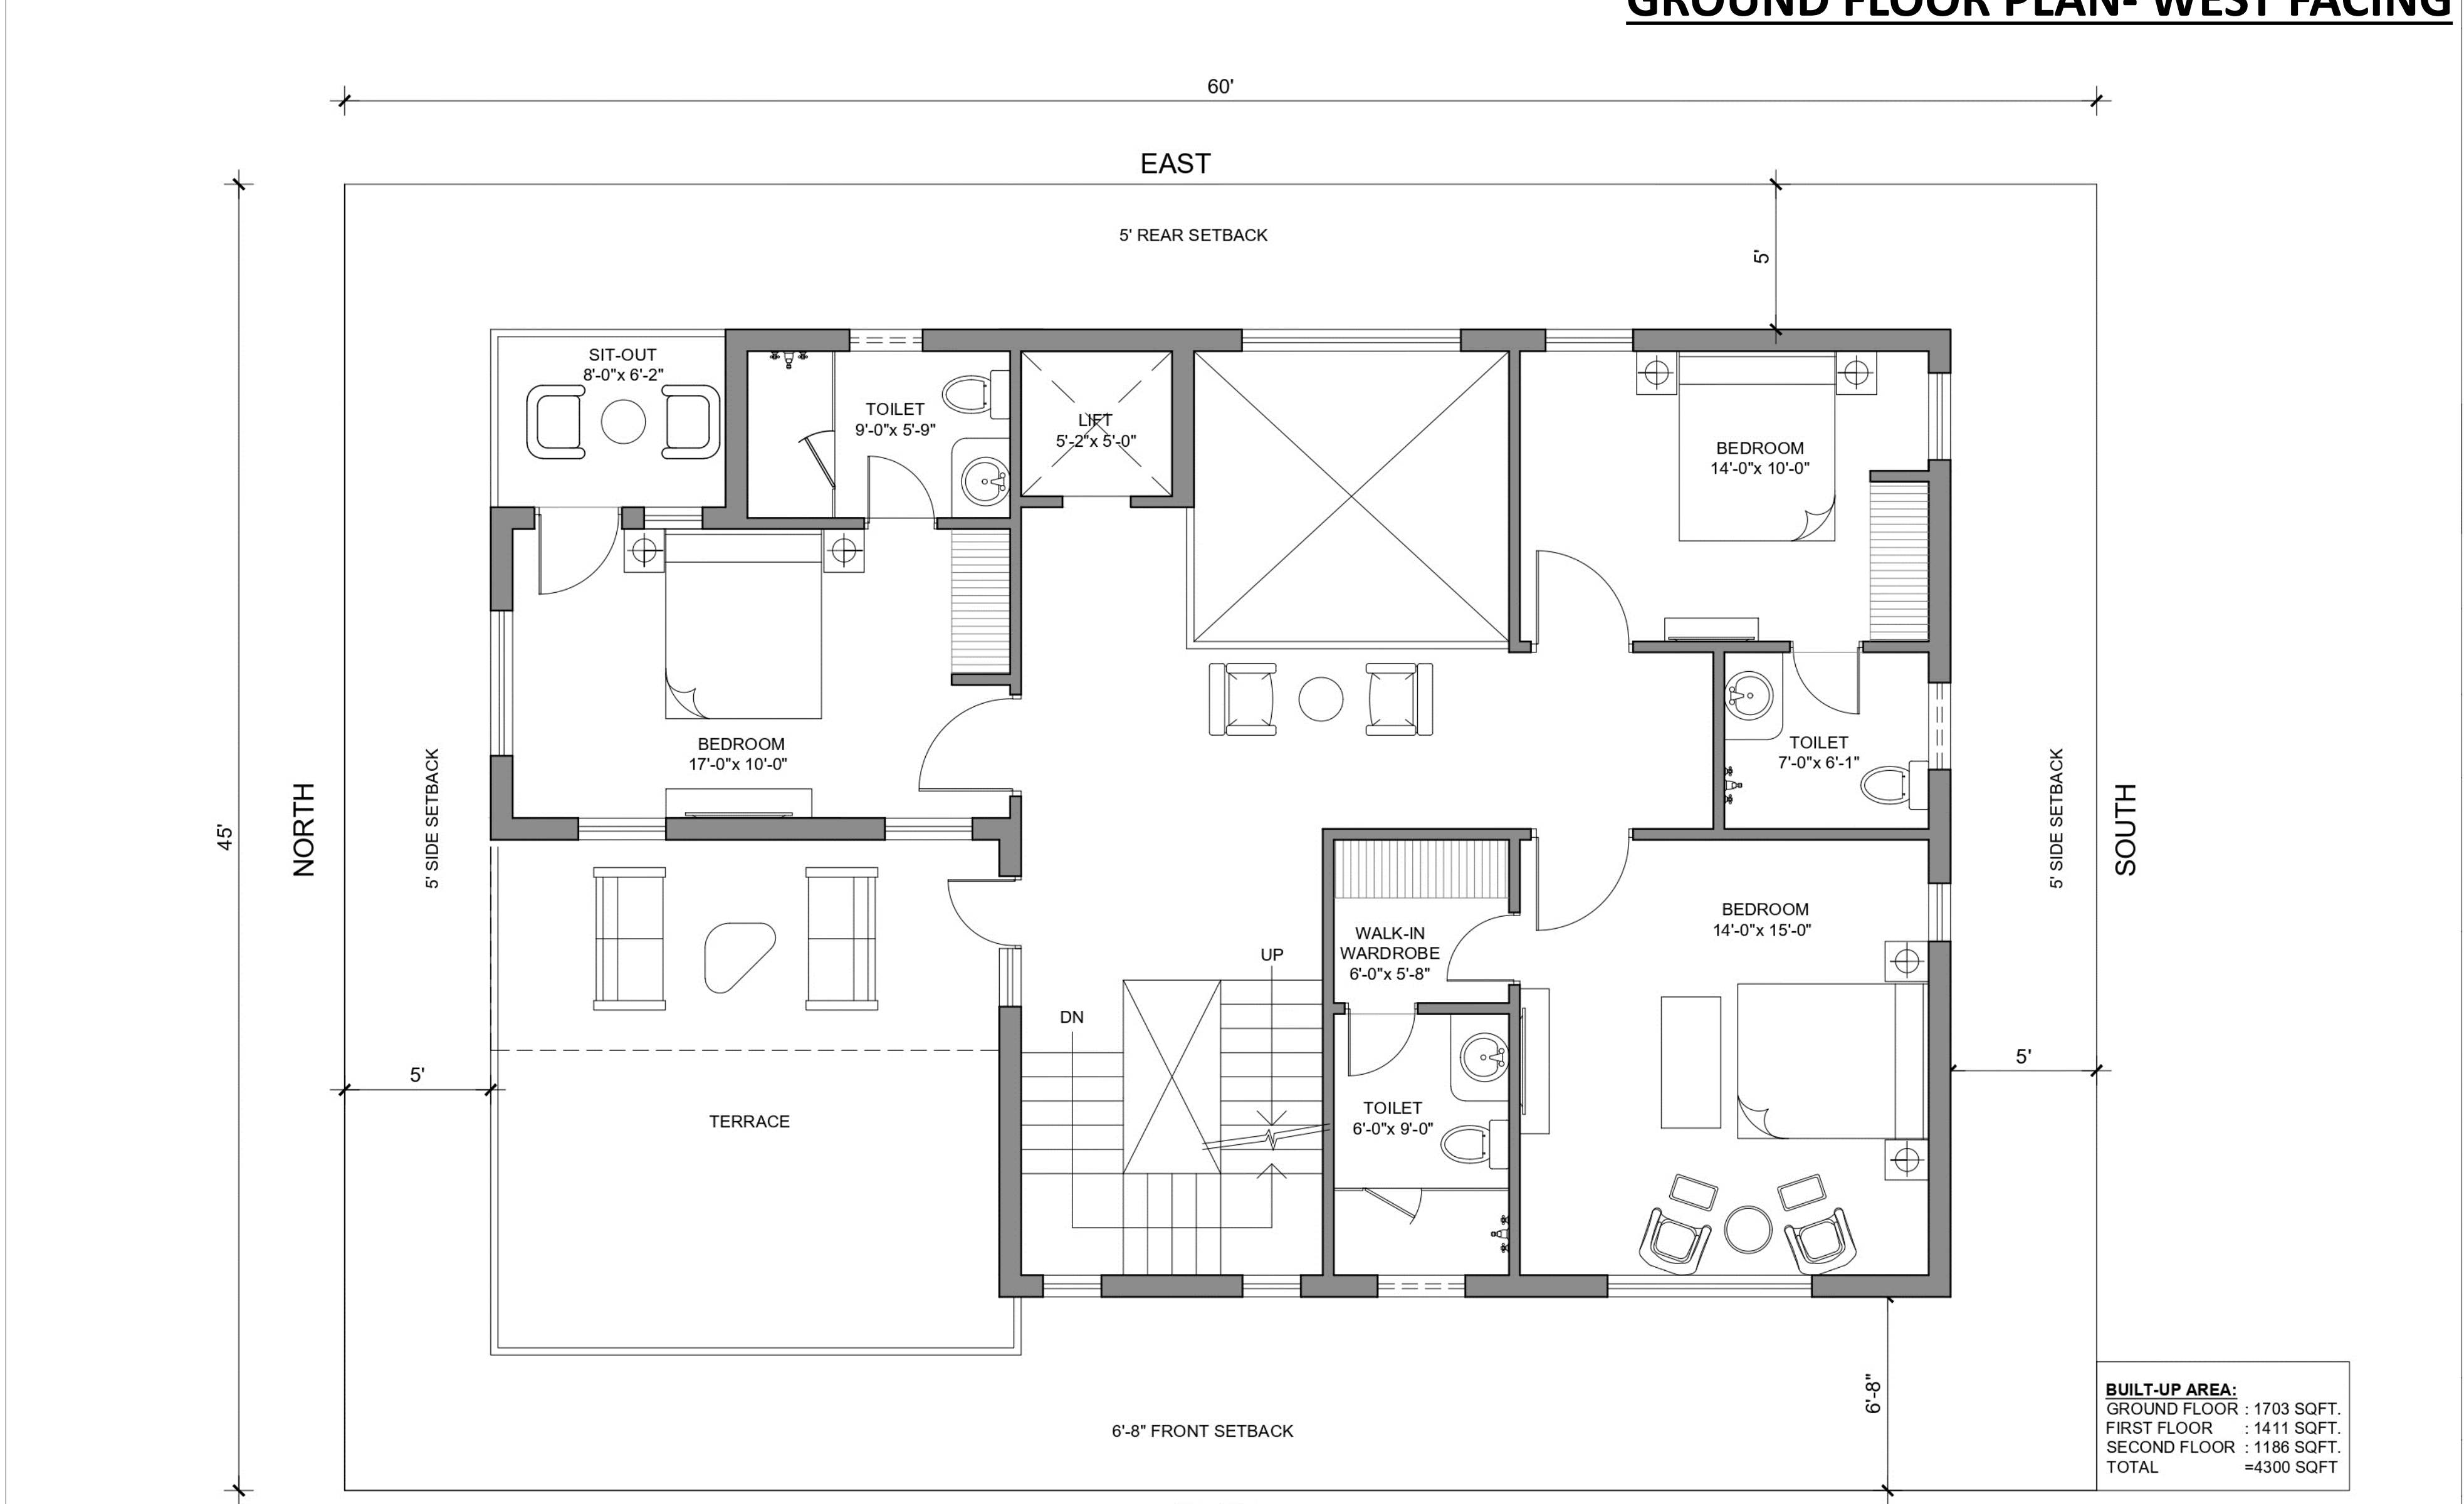 GROUND FLOOR PLAN- WEST FACING
60'
EAST
5' REAR SETBACK
5'
SIT-OUT
8'-0"x 6'-2"
TOILET
9'-0"x 5'-9"
LIFT
5'-2"x 5'-0"
BEDROOM
14'-0"x 10'-0"
BEDROOM
17'-0"x 10'-0"
TOILET
7'-0"x 6'-1"
45'
NORTH
5' SIDE SETBACK
5' SIDE SETBACK
SOUTH
BEDROOM
14'-0"x 15'-0"
WALK-IN
WARDROBE
6'-0"x 5'-8"
UP
DN
5'
5'
TERRACE
TOILET
6'-0"x 9'-0"
6'-8"
6'-8" FRONT SETBACK
BUILT-UP AREA:
GROUND FLOOR : 1703 SQFT.
FIRST FLOOR : 1411 SQFT.
SECOND FLOOR : 1186 SQFT.
TOTAL =4300 SQFT